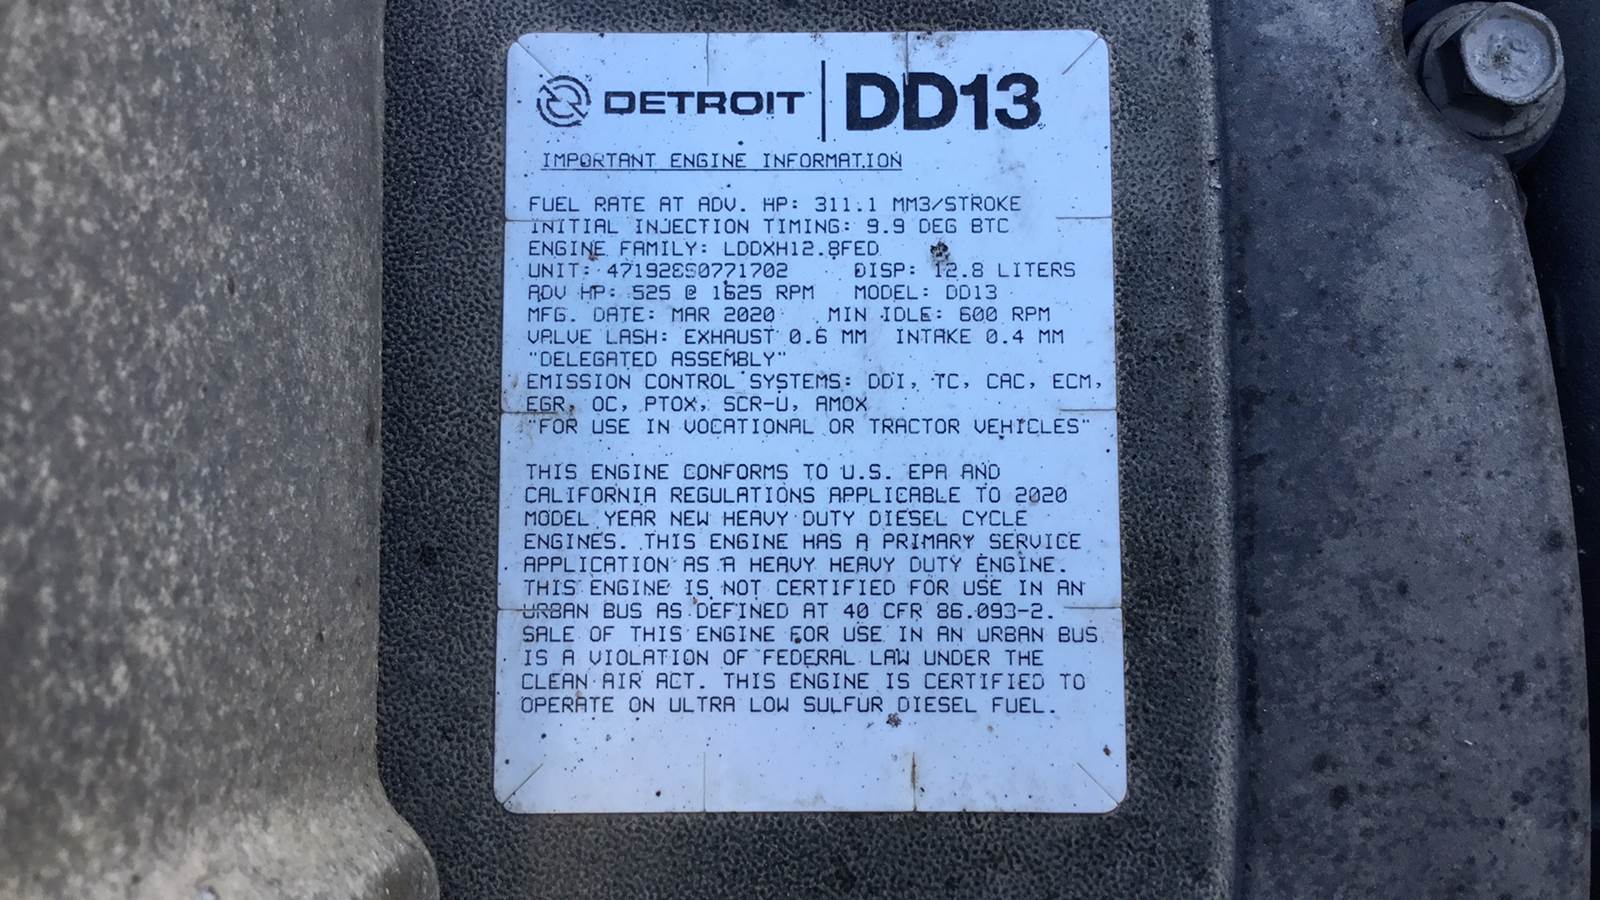 DETROIT | DD13
IMPORTANT ENGINE INFORMATION
FUEL RATE AT ADV. HP: 311.1 MM3/STROKE
INITIAL INJECTION TIMING: 9.9 DEG BTC
ENGINE FAMILY: LDDXH12.8FED
UNIT: DISP: 12.8 LITERS
ADV HP: 525 @ 1625 RPM MODEL: DD13
MFG. DATE: MAR 2020 MIN IDLE: 600 RPM
VALVE LASH: EXHAUST 0.6 MM INTAKE 0.4 MM
"DELEGATED ASSEMBLY"
EMISSION CONTROL SYSTEMS: DDI, TC, CAC, ECM,
EGR, OC, PTOX, SCR-U, AMOX
"FOR USE IN VOCATIONAL OR TRACTOR VEHICLES"
THIS ENGINE CONFORMS TO U.S. EPA AND
CALIFORNIA REGULATIONS APPLICABLE TO 2020
MODEL YEAR NEW HEAVY DUTY DIESEL CYCLE
ENGINES. THIS ENGINE HAS A PRIMARY SERVICE
APPLICATION AS A HEAVY HEAVY DUTY ENGINE.
THIS ENGINE IS NOT CERTIFIED FOR USE IN AN
URBAN BUS AS DEFINED AT 40 CFR 86.093-2.
SALE OF THIS ENGINE FOR USE IN AN URBAN BUS
IS A VIOLATION OF FEDERAL LAW UNDER THE
CLEAN AIR ACT. THIS ENGINE IS CERTIFIED TO
OPERATE ON ULTRA LOW SULFUR DIESEL FUEL.